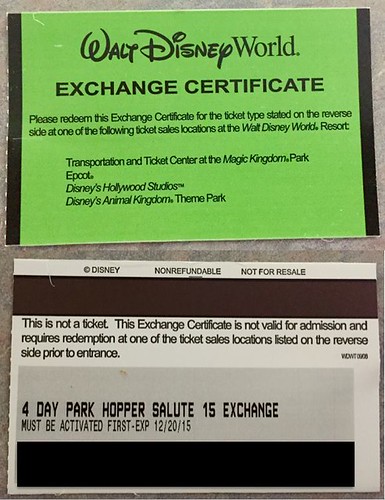 Walt Disney World®
EXCHANGE CERTIFICATE
Please redeem this Exchange Certificate for the ticket type stated on the reverse
side at one of the following ticket sales locations at the Walt Disney World® Resort:
Transportation and Ticket Center at the Magic Kingdom® Park
Epcot®
Disney's Hollywood Studios™
Disney's Animal Kingdom® Theme Park
© DISNEY NONREFUNDABLE NOT FOR RESALE
This is not a ticket. This Exchange Certificate is not valid for admission and
requires redemption at one of the ticket sales locations listed on the reverse
side prior to entrance.
WDWT 09/08
4 DAY PARK HOPPER SALUTE 15 EXCHANGE
MUST BE ACTIVATED FIRST-EXP 12/20/15